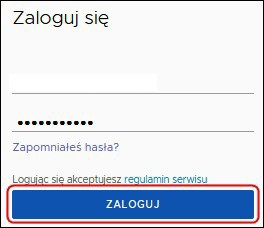 Zaloguj się
•••••••••••
Zapomniałeś hasła?
Logując się akceptujesz regulamin serwisu
ZALOGUJ